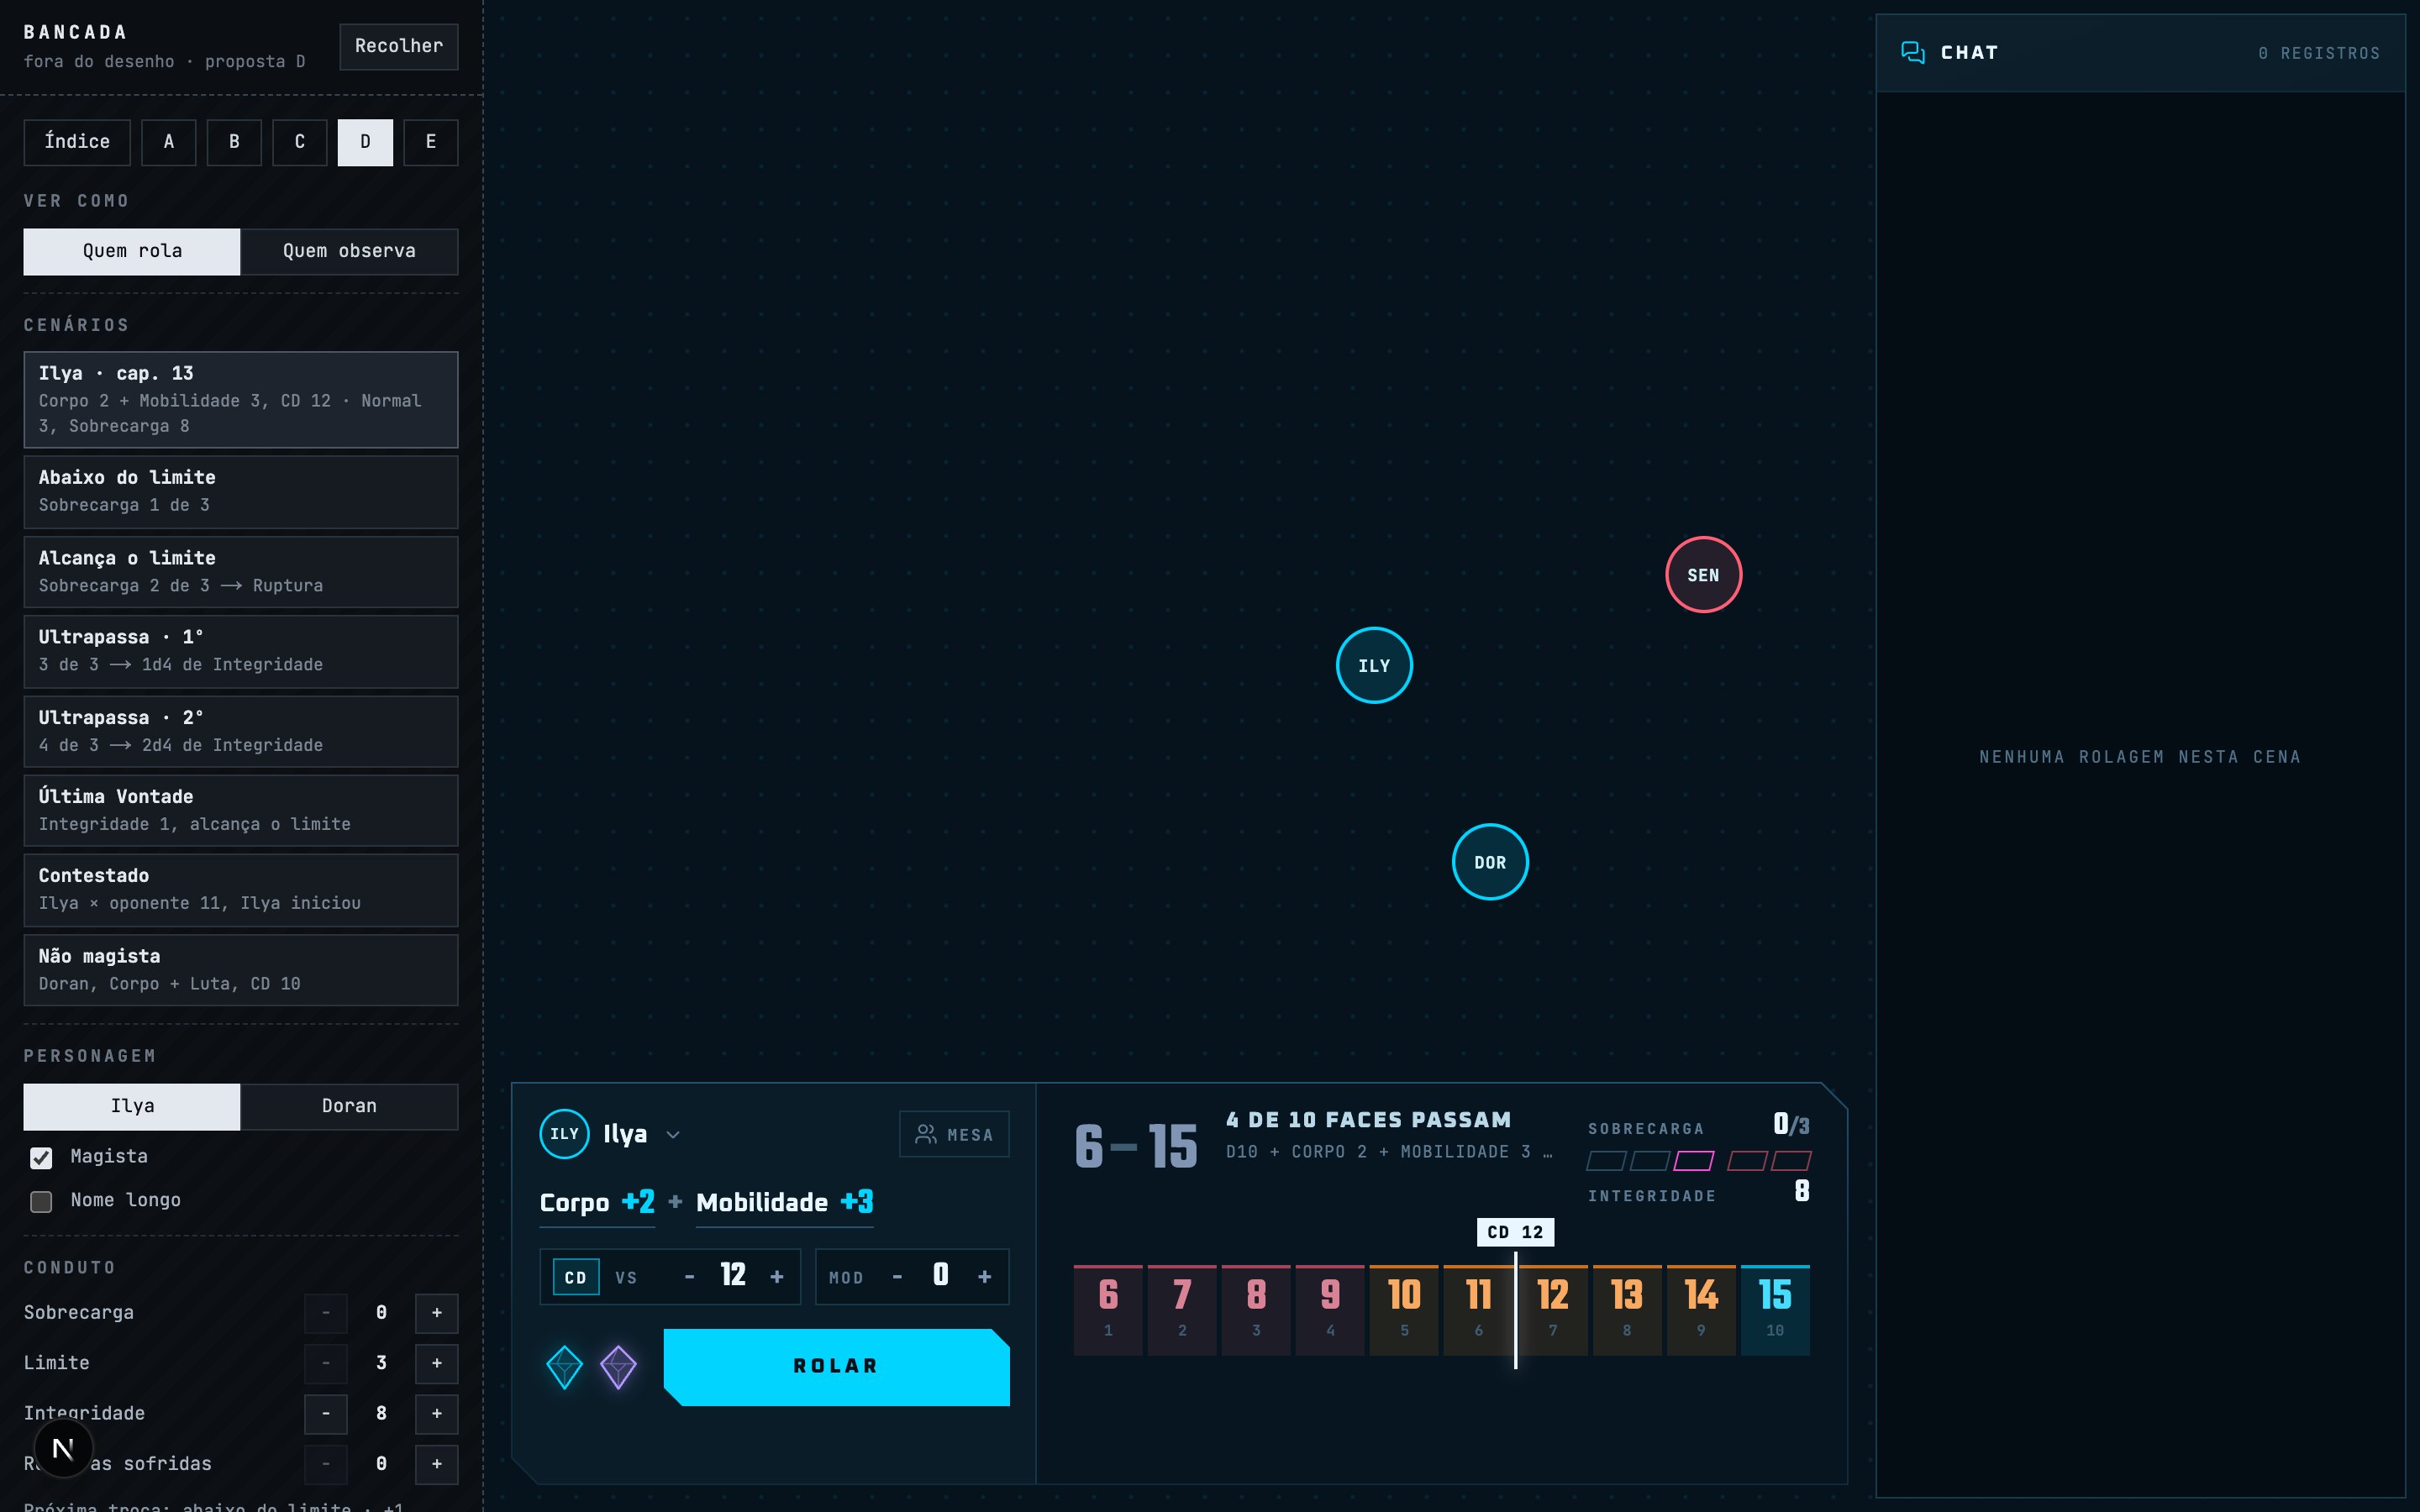 BANCADA
fora do desenho · proposta D
Recolher
Índice A B C D E
VER COMO
Quem rola Quem observa
CENÁRIOS
Ilya · cap. 13
Corpo 2 + Mobilidade 3, CD 12 · Normal
3, Sobrecarga 8
Abaixo do limite
Sobrecarga 1 de 3
Alcança o limite
Sobrecarga 2 de 3 → Ruptura
Ultrapassa · 1°
3 de 3 → 1d4 de Integridade
Ultrapassa · 2°
4 de 3 → 2d4 de Integridade
Última Vontade
Integridade 1, alcança o limite
Contestado
Ilya × oponente 11, Ilya iniciou
Não magista
Doran, Corpo + Luta, CD 10
PERSONAGEM
Ilya Doran
Magista
Nome longo
CONDUTO
Sobrecarga - 0 +
Limite - 3 +
Integridade - 8 +
as sofridas - 0 +
Próxima troca: abaixo do limite · +1
N
SEN
ILY
DOR
ILY Ilya
MESA
Corpo +2 + Mobilidade +3
CD VS - 12 + MOD - 0 +
ROLAR
6–15
4 DE 10 FACES PASSAM
D10 + CORPO 2 + MOBILIDADE 3 …
SOBRECARGA 0/3
INTEGRIDADE 8
CD 12
6 7 8 9 10 11 12 13 14 15
1 2 3 4 5 6 7 8 9 10
CHAT
0 REGISTROS
NENHUMA ROLAGEM NESTA CENA